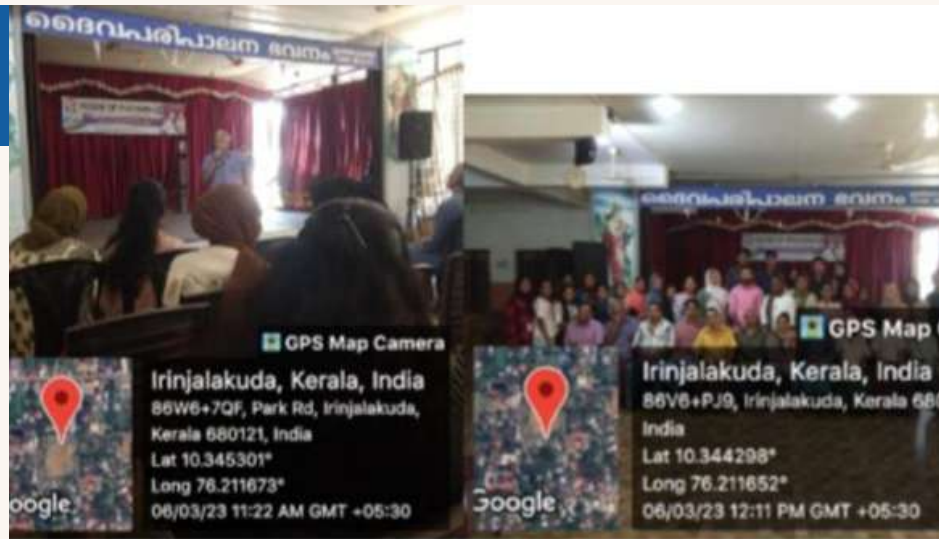 ദൈവപരിപാലന ഭവനം
GPS Map Camera
Irinjalakuda, Kerala, India
86W6+7QF, Park Rd, Irinjalakuda,
Kerala 680121, India
Lat 10.345301°
Long 76.211673°
06/03/23 11:22 AM GMT +05:30
oogle
ദൈവപരിപാലന ഭവനം
GPS Map
Irinjalakuda, Kerala, India
86V6+PJ9, Irinjalakuda, Kerala 680
India
Lat 10.344298°
Long 76.211652°
06/03/23 12:11 PM GMT +05:30
Google